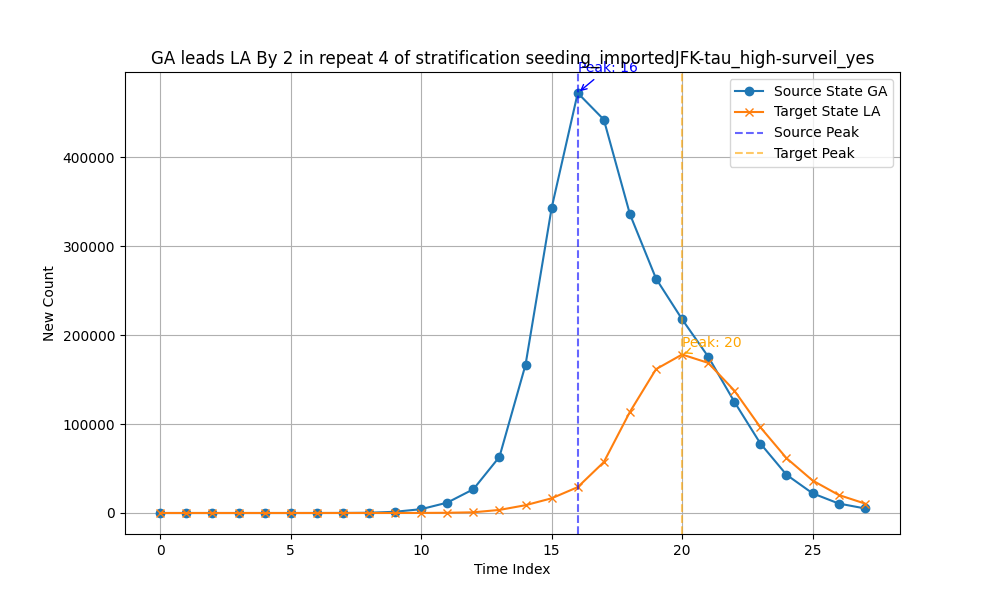 GA leads LA By 2 in repeat 4 of stratification seeding_importedJFK-tau_high-surveil_yes
Peak: 16
Source State GA
Target State LA
Source Peak
Target Peak
400000
300000
200000
100000
0
New Count
Peak: 20
0 5 10 15 20 25
Time Index